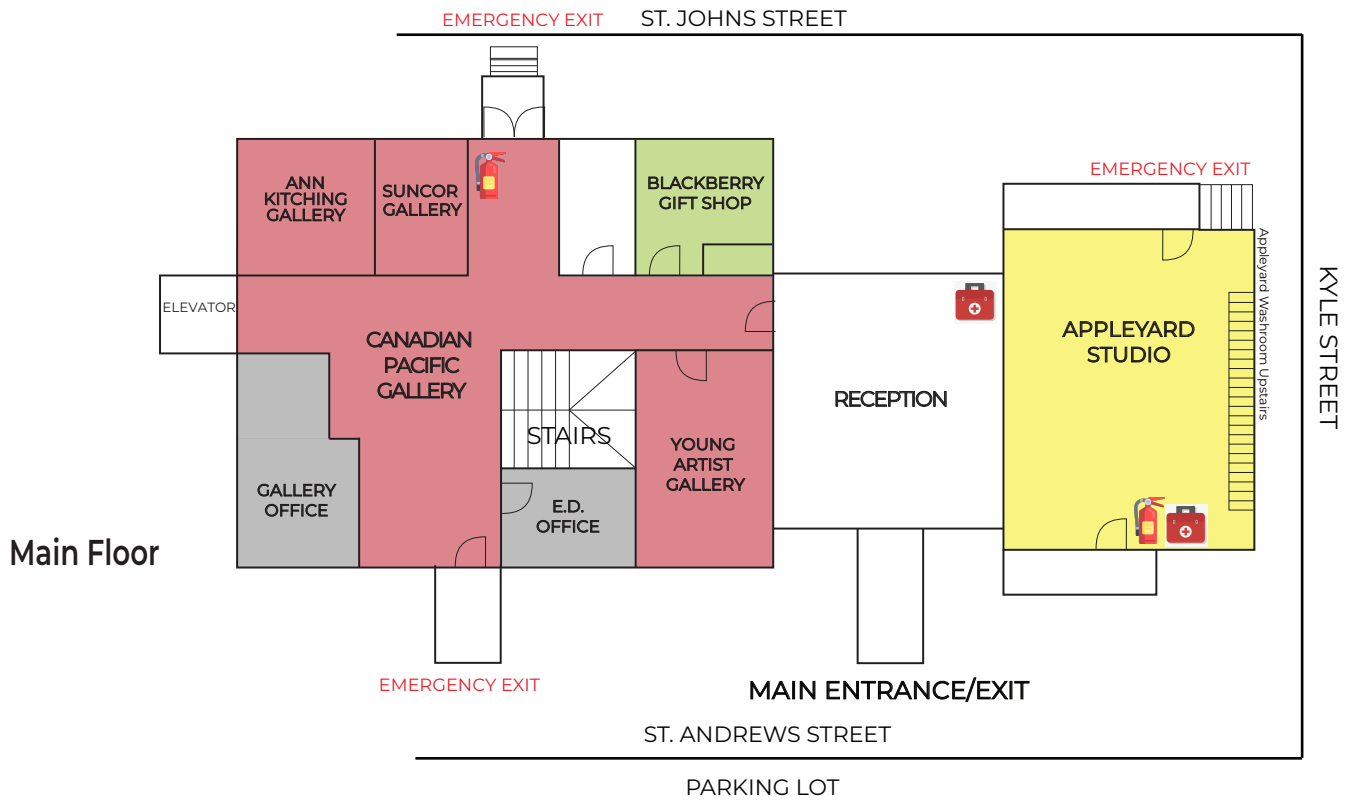 EMERGENCY EXIT
ST. JOHNS STREET
ANN
KITCHING
GALLERY
SUNCOR
GALLERY
BLACKBERRY
GIFT SHOP
EMERGENCY EXIT
Appleyard Washroom Upstairs
KYLE STREET
ELEVATOR
CANADIAN
PACIFIC
GALLERY
APPLEYARD
STUDIO
RECEPTION
STAIRS
YOUNG
ARTIST
GALLERY
GALLERY
OFFICE
E.D.
OFFICE
Main Floor
EMERGENCY EXIT
MAIN ENTRANCE/EXIT
ST. ANDREWS STREET
PARKING LOT